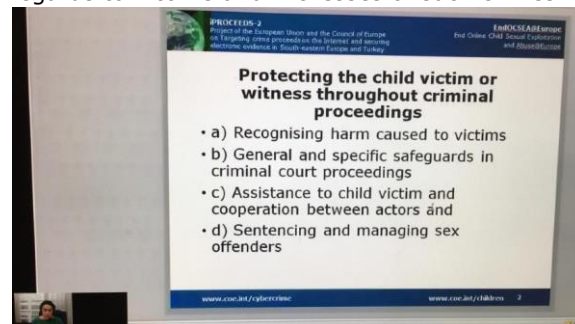 iPROCEEDS-2
Project of the European Union and the Council of Europe
on Targeting crime proceeds on the Internet and securing
electronic evidence in South-eastern Europe and Turkey
EndOCSEA@Europe
End Online Child Sexual Exploitation
and Abuse@Europe
Protecting the child victim or
witness throughout criminal
proceedings
• a) Recognising harm caused to victims
• b) General and specific safeguards in
criminal court proceedings
• c) Assistance to child victim and
cooperation between actors and
• d) Sentencing and managing sex
offenders
www.coe.int/cybercrime
www.coe.int/children 2